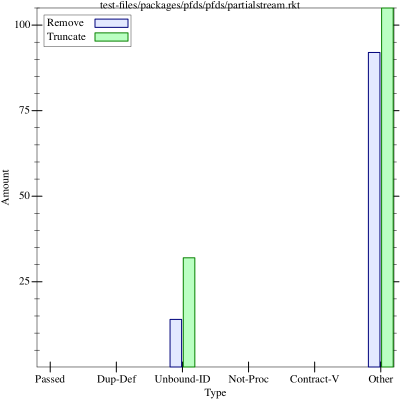 test-files/packages/pfds/pfds/partialstream.rkt
Remove
Truncate
100
75
50
25
Amount
Passed Dup-Def Unbound-ID Not-Proc Contract-V Other
Type